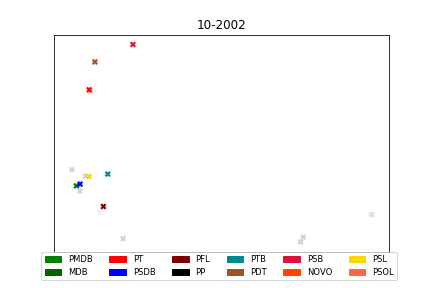 10-2002
PMDB PT PFL PTB PSB PSL
MDB PSDB PP PDT NOVO PSOL